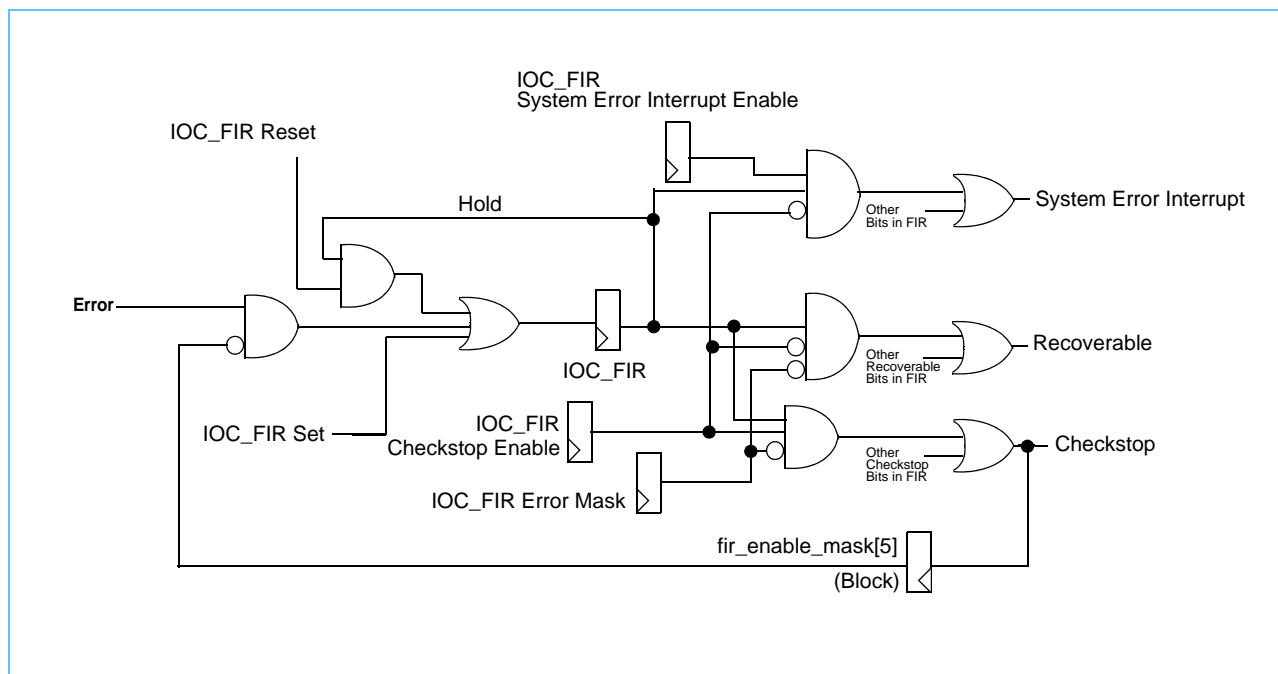 IOC_FIR
System Error Interrupt Enable
IOC_FIR Reset
Hold
Other
Bits in FIR
System Error Interrupt
Error
IOC_FIR
Other
Recoverable
Bits in FIR
Recoverable
IOC_FIR Set
IOC_FIR
Checkstop Enable
Other
Checkstop
Bits in FIR
Checkstop
IOC_FIR Error Mask
fir_enable_mask[5]
(Block)